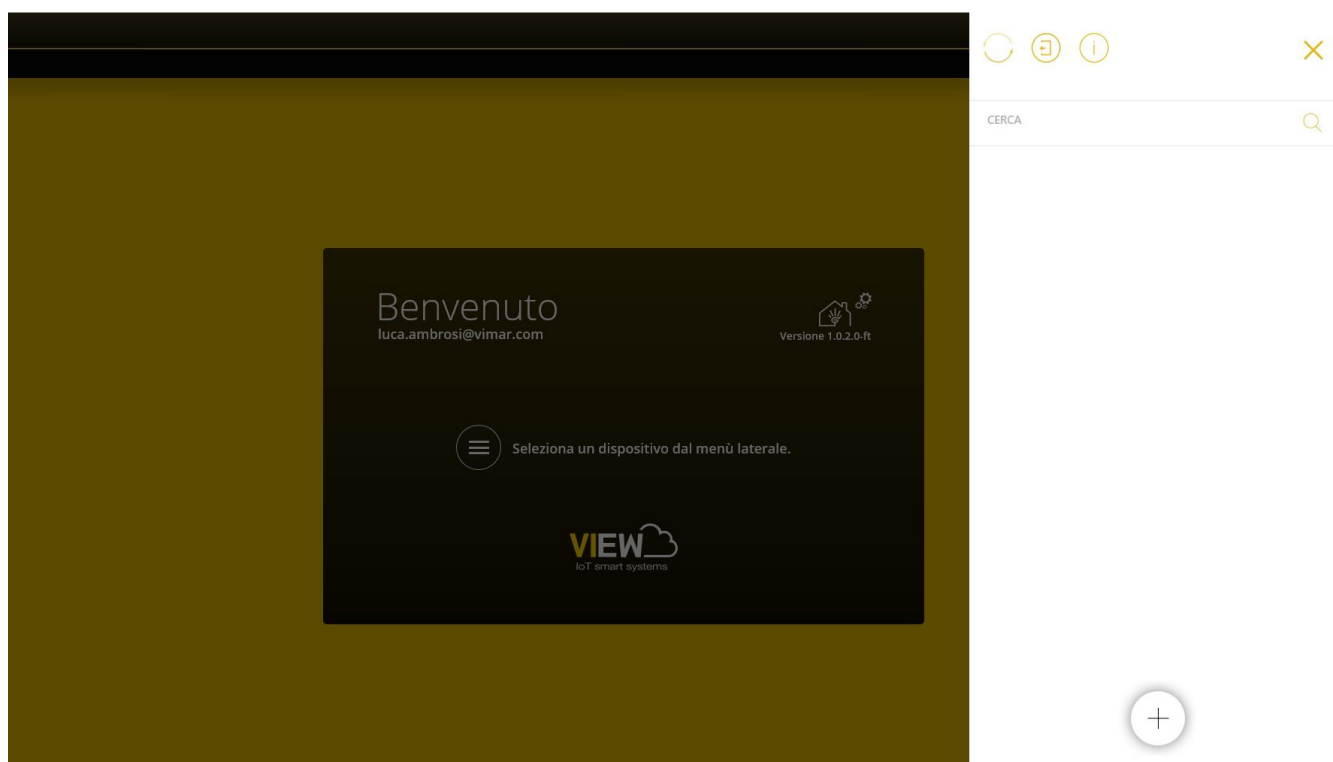 CERCA
Benvenuto
luca.ambrosi@vimar.com
Versione 1.0.2.0-ft
Seleziona un dispositivo dal menù laterale.
VIEW
IoT smart systems